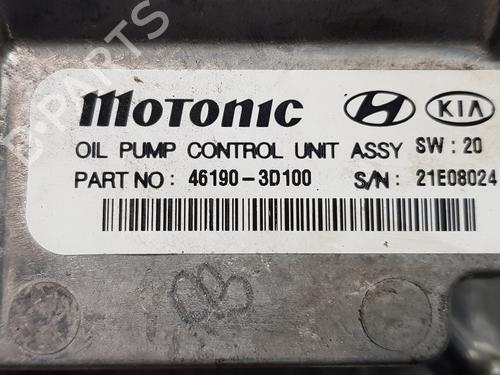 MOTONIC KIA
OIL PUMP CONTROL UNIT ASSY SW : 20
PART NO : 46190-3D100 S/N : 21E08024
B-PARTS